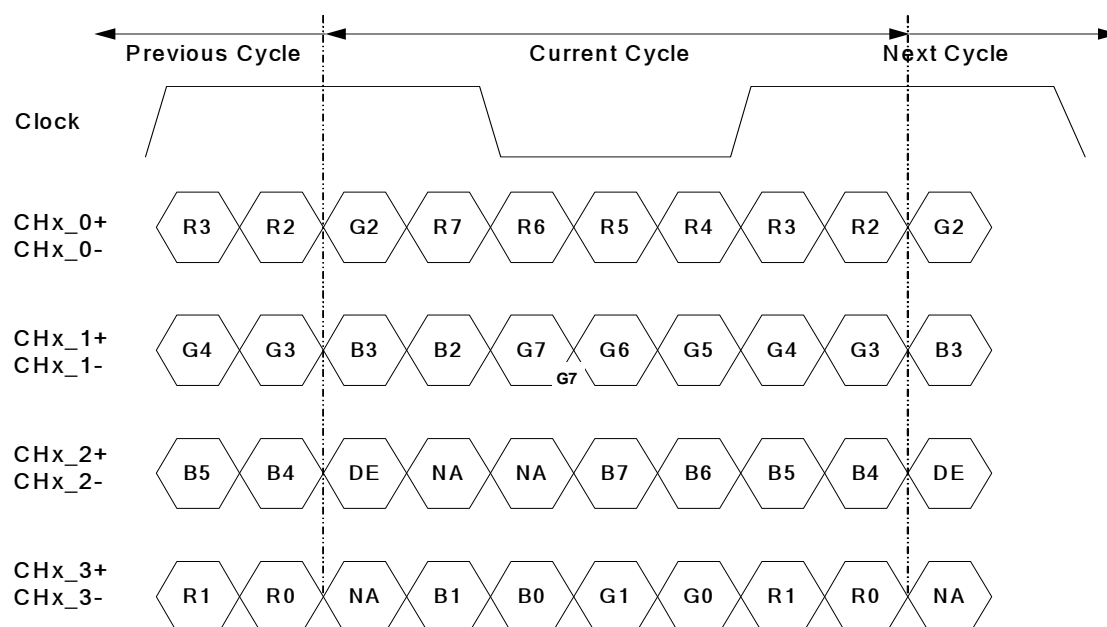 Previous Cycle Current Cycle Next Cycle
Clock
CHx_0+
CHx_0-
R3 R2 G2 R7 R6 R5 R4 R3 R2 G2
CHx_1+
CHx_1-
G4 G3 B3 B2 G7 G6 G5 G4 G3 B3
G7
CHx_2+
CHx_2-
B5 B4 DE NA NA B7 B6 B5 B4 DE
CHx_3+
CHx_3-
R1 R0 NA B1 B0 G1 G0 R1 R0 NA